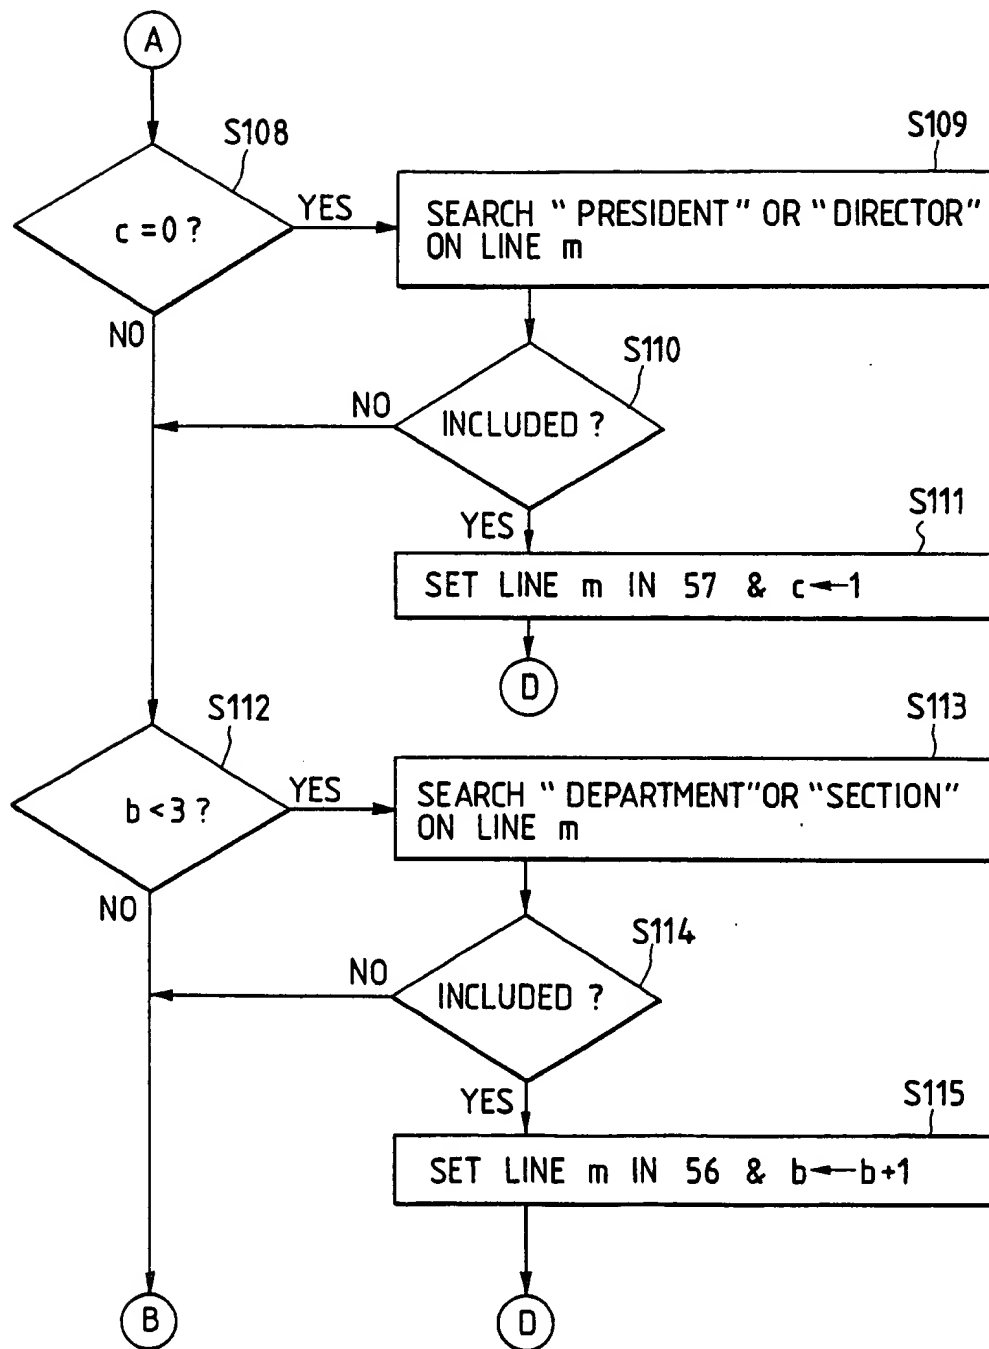 A
S108
c=0?
YES
NO
S109
SEARCH "PRESIDENT" OR "DIRECTOR"
ON LINE m
S110
INCLUDED ?
NO
YES
S111
SET LINE m IN 57 & c←1
D
S112
b<3?
YES
NO
S113
SEARCH "DEPARTMENT" OR "SECTION"
ON LINE m
S114
INCLUDED ?
NO
YES
S115
SET LINE m IN 56 & b←b+1
B
D